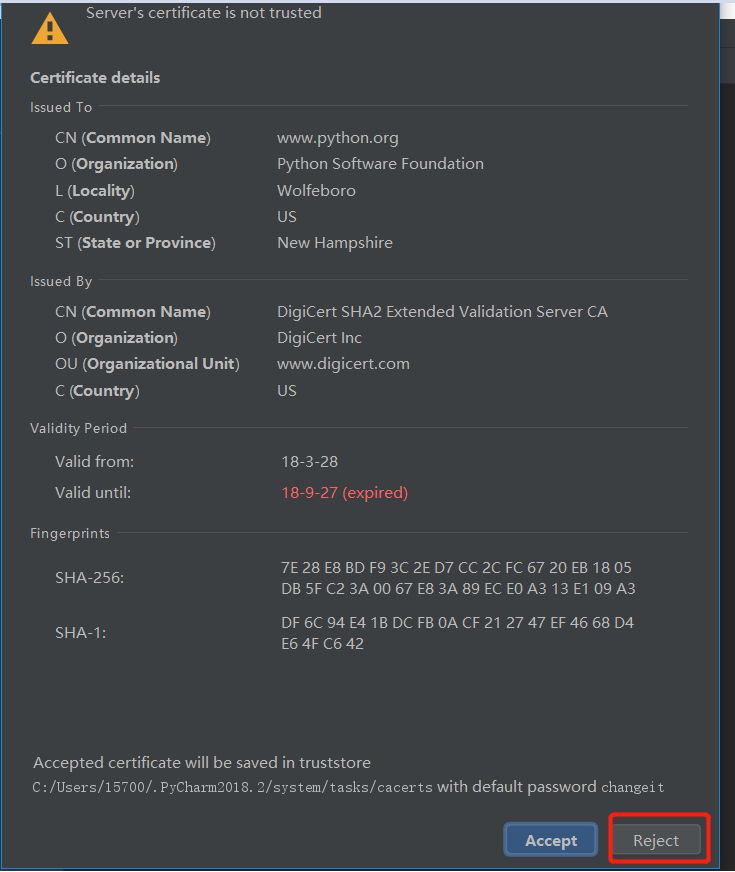 Server's certificate is not trusted
Certificate details
Issued To
CN (Common Name) www.python.org
O (Organization) Python Software Foundation
L (Locality) Wolfeboro
C (Country) US
ST (State or Province) New Hampshire
Issued By
CN (Common Name) DigiCert SHA2 Extended Validation Server CA
O (Organization) DigiCert Inc
OU (Organizational Unit) www.digicert.com
C (Country) US
Validity Period
Valid from: 18-3-28
Valid until: 18-9-27 (expired)
Fingerprints
SHA-256: 7E 28 E8 BD F9 3C 2E D7 CC 2C FC 67 20 EB 18 05
DB 5F C2 3A 00 67 E8 3A 89 EC E0 A3 13 E1 09 A3
SHA-1: DF 6C 94 E4 1B DC FB 0A CF 21 27 47 EF 46 68 D4
E6 4F C6 42
Accepted certificate will be saved in truststore
C:/Users/15700/.PyCharm2018.2/system/tasks/cacerts with default password changeit
Accept Reject